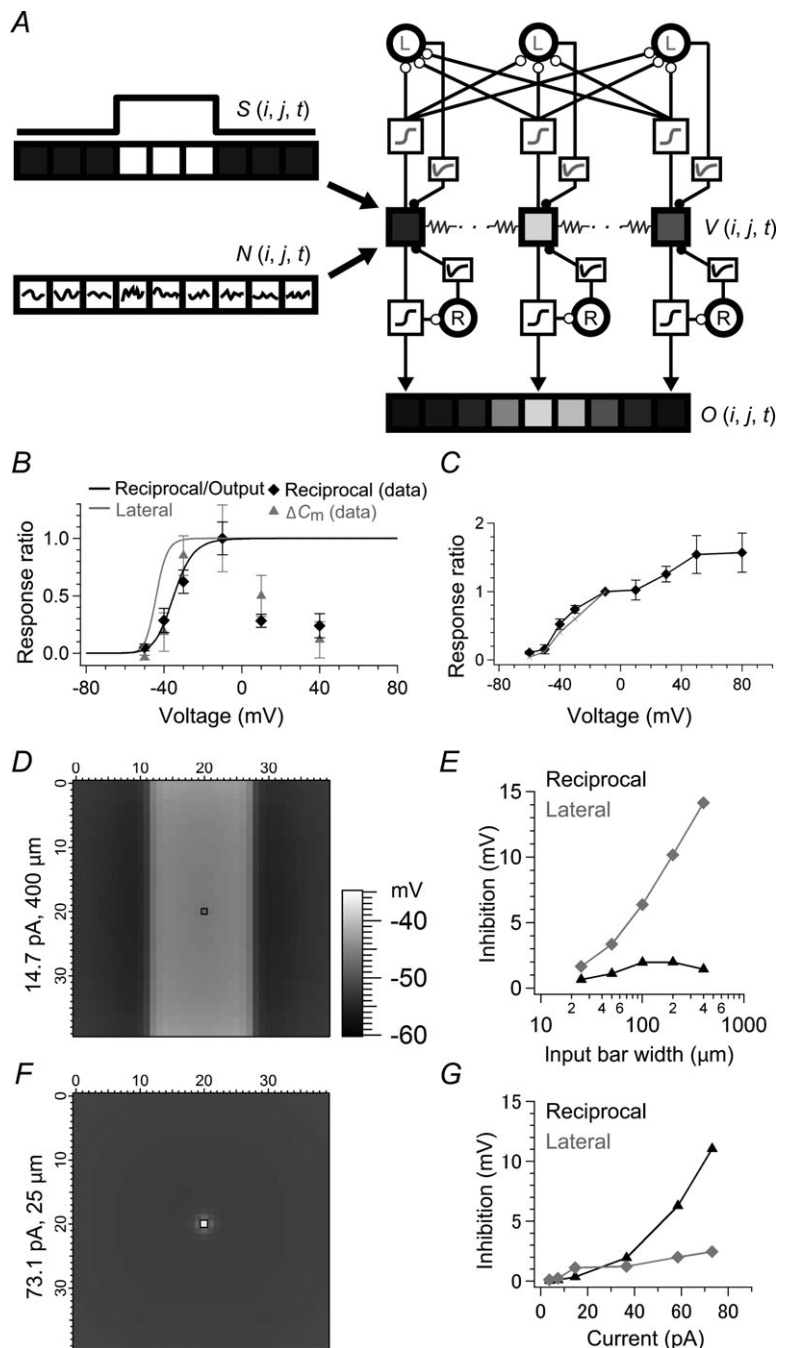 A
S (i, j, t)
N (i, j, t)
L L L
V (i, j, t)
R R R
O (i, j, t)
B
Reciprocal/Output
Lateral
Reciprocal (data)
ΔCm (data)
Response ratio
1.0
0.5
0.0
-80 -40 0 40 80
Voltage (mV)
C
Response ratio
2
1
0
-80 -40 0 40 80
Voltage (mV)
D
0 10 20 30
0
10
20
30
14.7 pA, 400 µm
mV
-40
-50
-60
E
Reciprocal
Lateral
Inhibition (mV)
15
10
5
0
10 2 4 6 100 2 4 6 1000
Input bar width (µm)
F
0 10 20 30
0
10
20
30
73.1 pA, 25 µm
G
Reciprocal
Lateral
Inhibition (mV)
15
10
5
0
0 20 40 60 80
Current (pA)